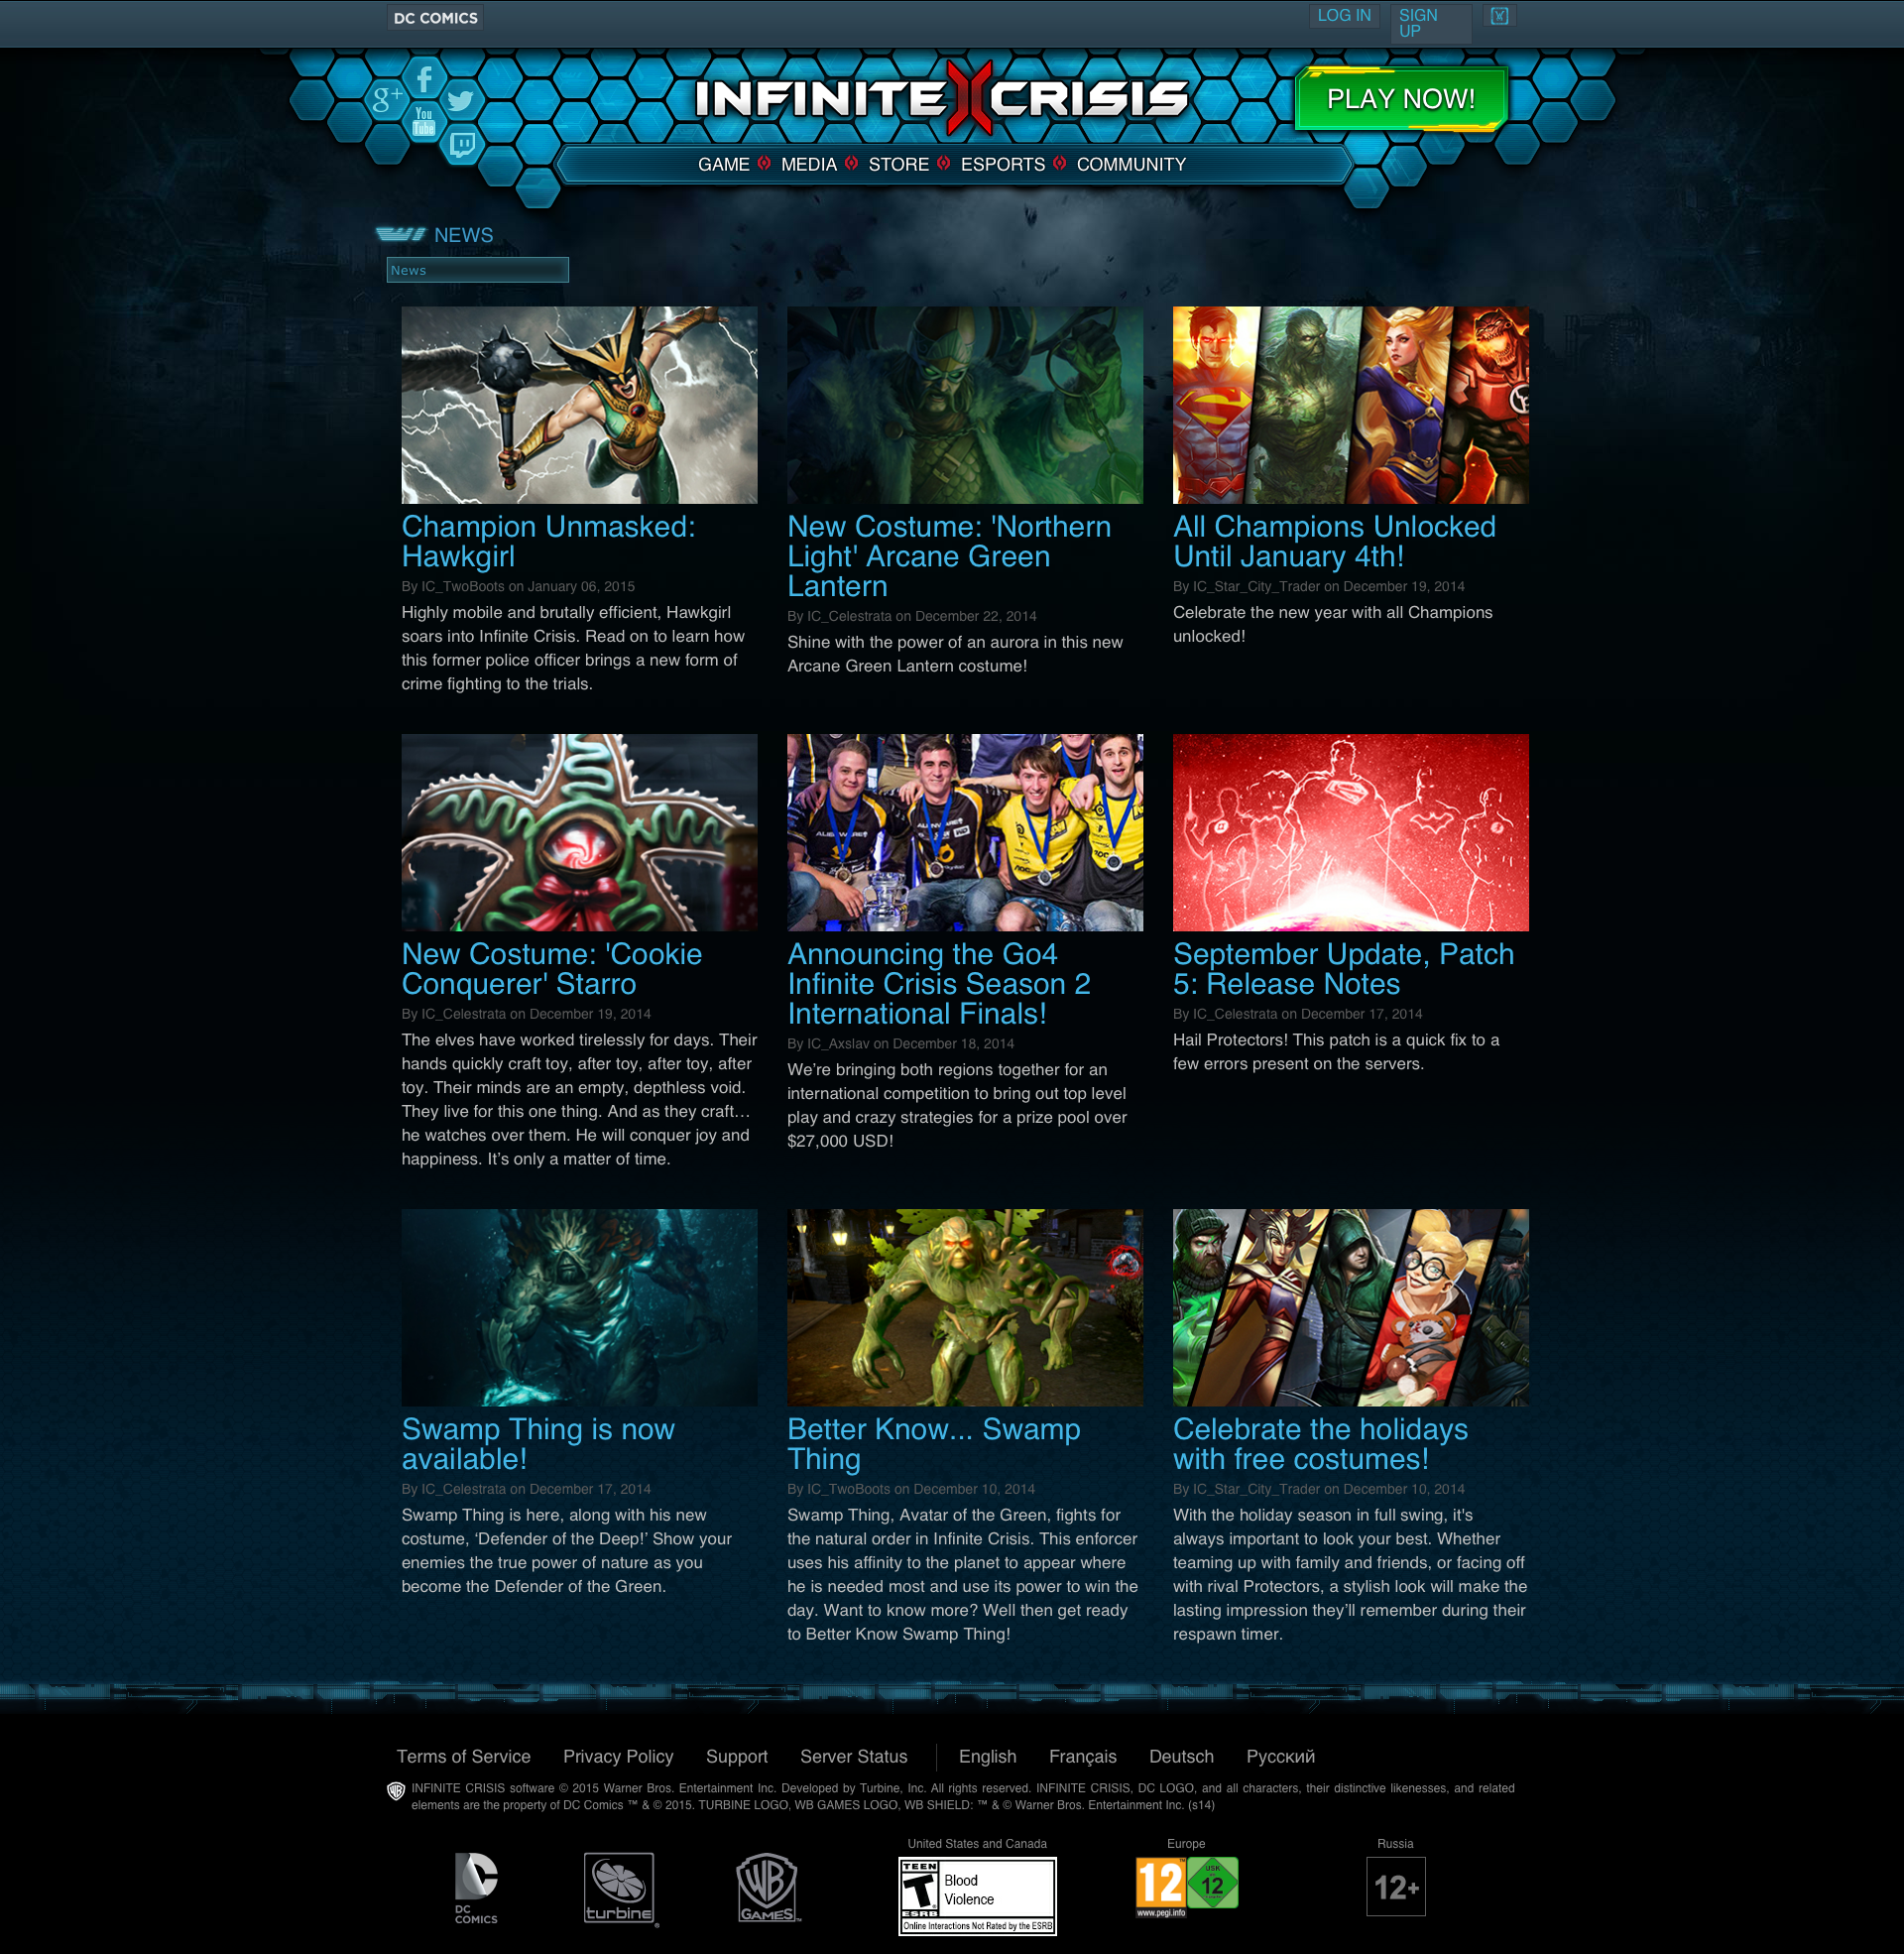 DC COMICS
LOG IN
SIGN
UP
g+
You
Tube
INFINITE CRISIS
PLAY NOW!
GAME MEDIA STORE ESPORTS COMMUNITY
NEWS
News
Champion Unmasked:
Hawkgirl
By IC_TwoBoots on January 06, 2015
Highly mobile and brutally efficient, Hawkgirl
soars into Infinite Crisis. Read on to learn how
this former police officer brings a new form of
crime fighting to the trials.
New Costume: 'Northern
Light' Arcane Green
Lantern
By IC_Celestrata on December 22, 2014
Shine with the power of an aurora in this new
Arcane Green Lantern costume!
All Champions Unlocked
Until January 4th!
By IC_Star_City_Trader on December 19, 2014
Celebrate the new year with all Champions
unlocked!
New Costume: 'Cookie
Conquerer' Starro
By IC_Celestrata on December 19, 2014
The elves have worked tirelessly for days. Their
hands quickly craft toy, after toy, after toy, after
toy. Their minds are an empty, depthless void.
They live for this one thing. And as they craft…
he watches over them. He will conquer joy and
happiness. It’s only a matter of time.
Announcing the Go4
Infinite Crisis Season 2
International Finals!
By IC_Axslav on December 18, 2014
We’re bringing both regions together for an
international competition to bring out top level
play and crazy strategies for a prize pool over
$27,000 USD!
September Update, Patch
5: Release Notes
By IC_Celestrata on December 17, 2014
Hail Protectors! This patch is a quick fix to a
few errors present on the servers.
Swamp Thing is now
available!
By IC_Celestrata on December 17, 2014
Swamp Thing is here, along with his new
costume, ‘Defender of the Deep!’ Show your
enemies the true power of nature as you
become the Defender of the Green.
Better Know... Swamp
Thing
By IC_TwoBoots on December 10, 2014
Swamp Thing, Avatar of the Green, fights for
the natural order in Infinite Crisis. This enforcer
uses his affinity to the planet to appear where
he is needed most and use its power to win the
day. Want to know more? Well then get ready
to Better Know Swamp Thing!
Celebrate the holidays
with free costumes!
By IC_Star_City_Trader on December 10, 2014
With the holiday season in full swing, it's
always important to look your best. Whether
teaming up with family and friends, or facing off
with rival Protectors, a stylish look will make the
lasting impression they’ll remember during their
respawn timer.
Terms of Service Privacy Policy Support Server Status English Français Deutsch Русский
INFINITE CRISIS software © 2015 Warner Bros. Entertainment Inc. Developed by Turbine, Inc. All rights reserved. INFINITE CRISIS, DC LOGO, and all characters, their distinctive likenesses, and related
elements are the property of DC Comics ™ & © 2015. TURBINE LOGO, WB GAMES LOGO, WB SHIELD: ™ & © Warner Bros. Entertainment Inc. (s14)
DC
COMICS
turbine
WB
GAMES
United States and Canada
TEEN
T
ESRB
Blood
Violence
Online Interactions Not Rated by the ESRB
Europe
12
www.pegi.info
USK
12
Russia
12+